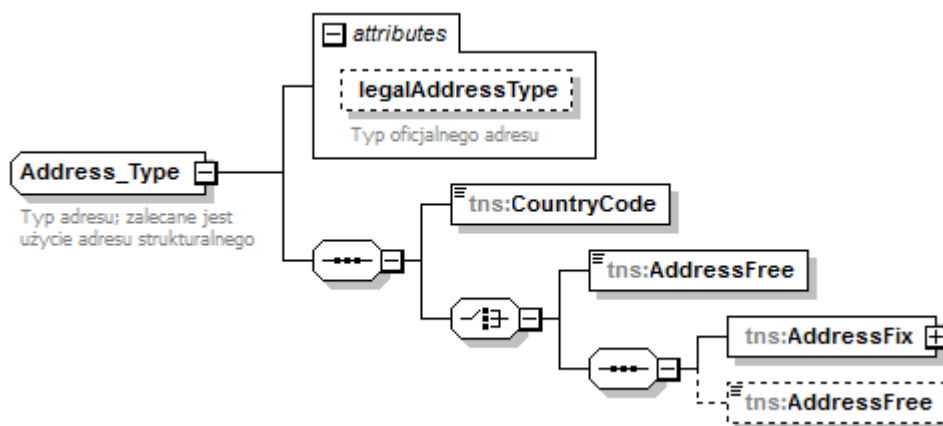 attributes
legalAddressType
Typ oficjalnego adresu
Address_Type
Typ adresu; zalecane jest
użycie adresu strukturalnego
tns:CountryCode
tns:AddressFree
tns:AddressFix
tns:AddressFree